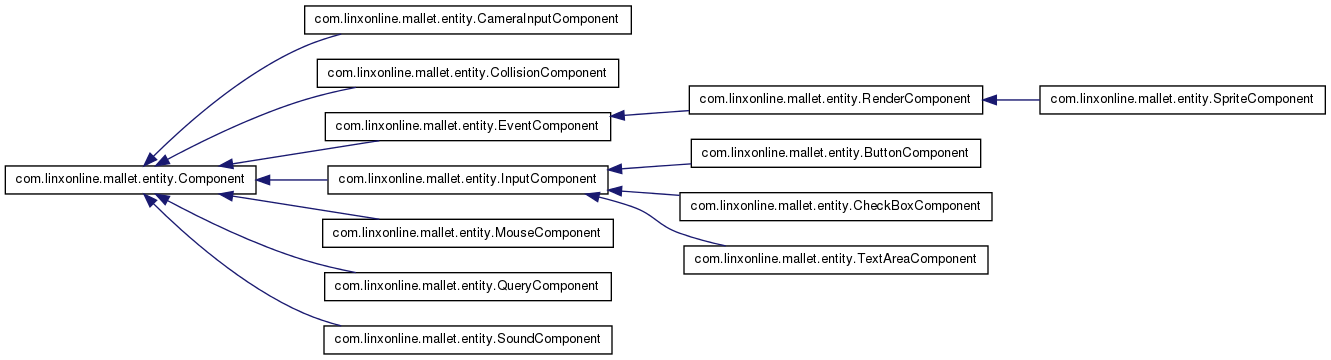 com.linxonline.mallet.entity.CameraInputComponent
com.linxonline.mallet.entity.CollisionComponent
com.linxonline.mallet.entity.RenderComponent
com.linxonline.mallet.entity.SpriteComponent
com.linxonline.mallet.entity.EventComponent
com.linxonline.mallet.entity.ButtonComponent
com.linxonline.mallet.entity.Component
com.linxonline.mallet.entity.InputComponent
com.linxonline.mallet.entity.CheckBoxComponent
com.linxonline.mallet.entity.MouseComponent
com.linxonline.mallet.entity.TextAreaComponent
com.linxonline.mallet.entity.QueryComponent
com.linxonline.mallet.entity.SoundComponent